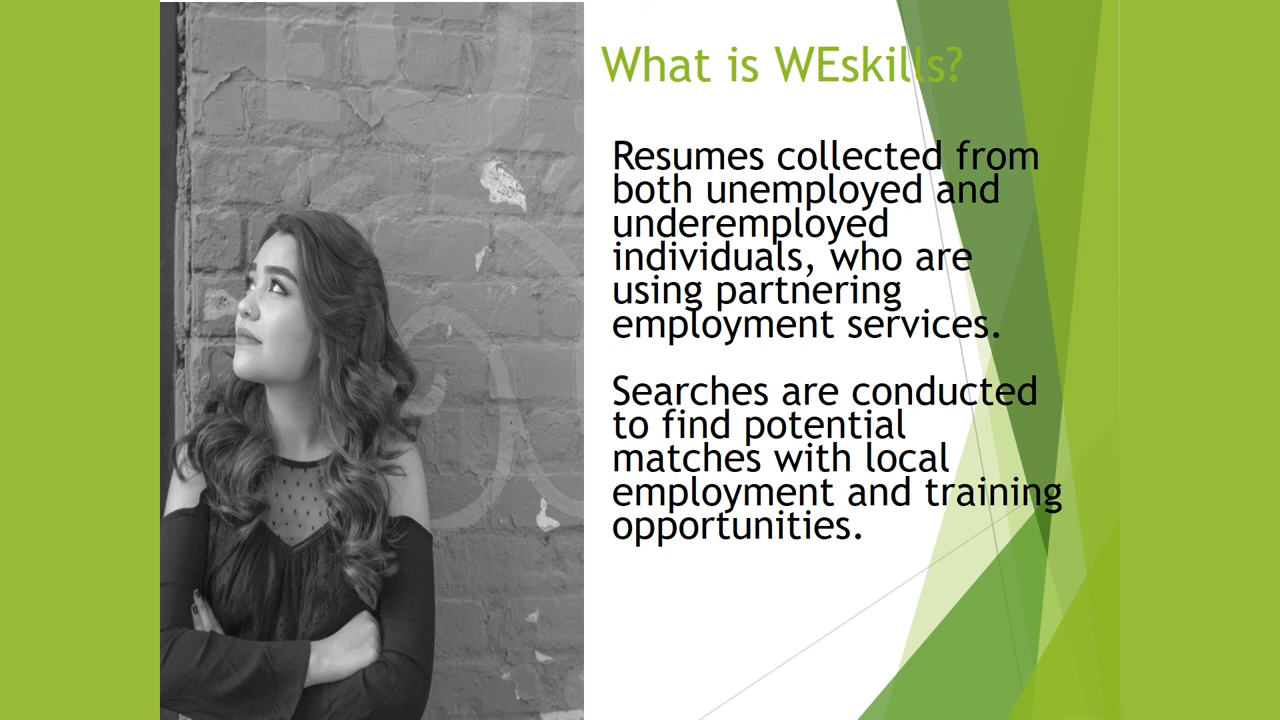 What is WEskills?
Resumes collected from
both unemployed and
underemployed
individuals, who are
using partnering
employment services.
Searches are conducted
to find potential
matches with local
employment and training
opportunities.